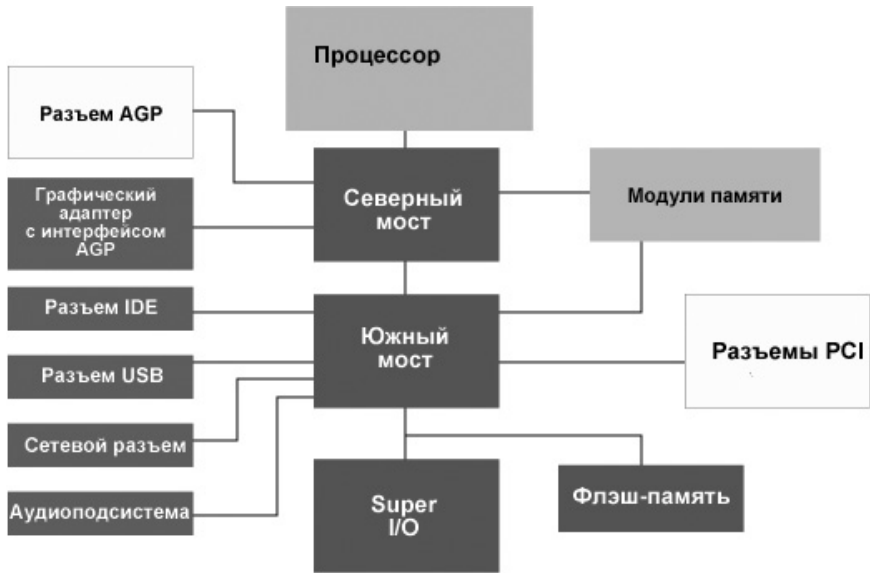 Процессор
Разъем AGP
Графический
адаптер
с интерфейсом
AGP
Северный
мост
Модули памяти
Разъем IDE
Южный
мост
Разъемы PCI
Разъем USB
Сетевой разъем
Аудиоподсистема
Super
I/O
Флэш-память